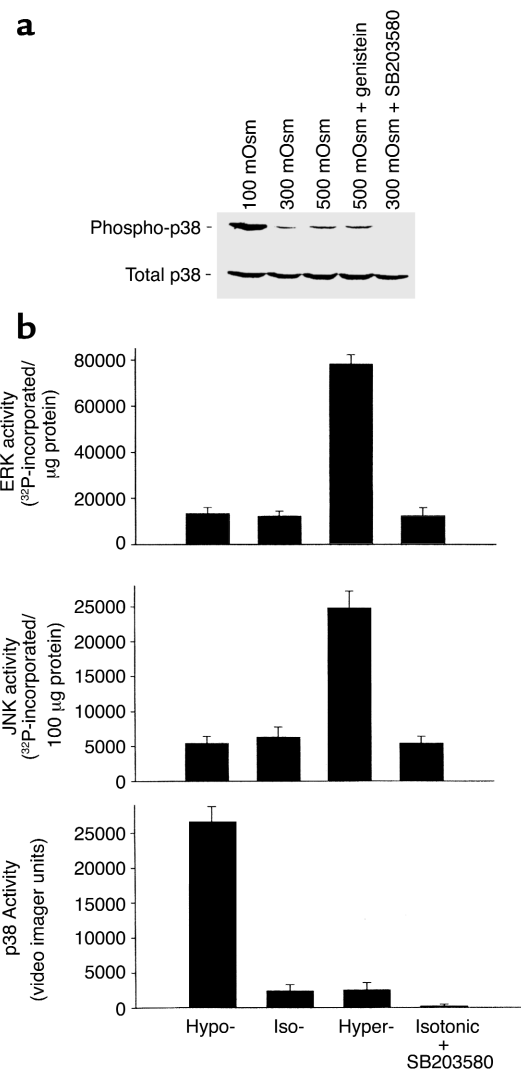 a
100 mOsm
300 mOsm
500 mOsm
500 mOsm + genistein
300 mOsm + SB203580
Phospho-p38 -
Total p38 -
b
ERK activity
(³²P-incorporated/
µg protein)
80000
60000
40000
20000
0
JNK activity
(³²P-incorporated/
100 µg protein)
25000
20000
15000
10000
5000
0
p38 Activity
(video imager units)
25000
20000
15000
10000
5000
0
Hypo-
Iso-
Hyper-
Isotonic
+
SB203580